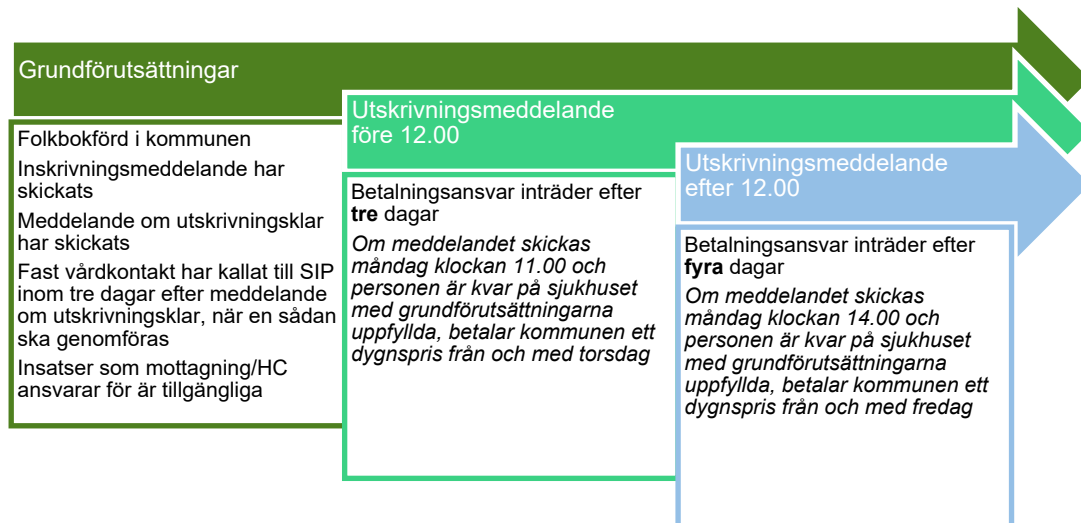 Grundförutsättningar
Folkbokförd i kommunen
Inskrivningsmeddelande har
skickats
Meddelande om utskrivningsklar
har skickats
Fast vårdkontakt har kallat till SIP
inom tre dagar efter meddelande
om utskrivningsklar, när en sådan
ska genomföras
Insatser som mottagning/HC
ansvarar för är tillgängliga
Utskrivningsmeddelande
före 12.00
Betalningsansvar inträder efter
tre dagar
Om meddelandet skickas
måndag klockan 11.00 och
personen är kvar på sjukhuset
med grundförutsättningarna
uppfyllda, betalar kommunen ett
dygnspris från och med torsdag
Utskrivningsmeddelande
efter 12.00
Betalningsansvar inträder efter
fyra dagar
Om meddelandet skickas
måndag klockan 14.00 och
personen är kvar på sjukhuset
med grundförutsättningarna
uppfyllda, betalar kommunen ett
dygnspris från och med fredag